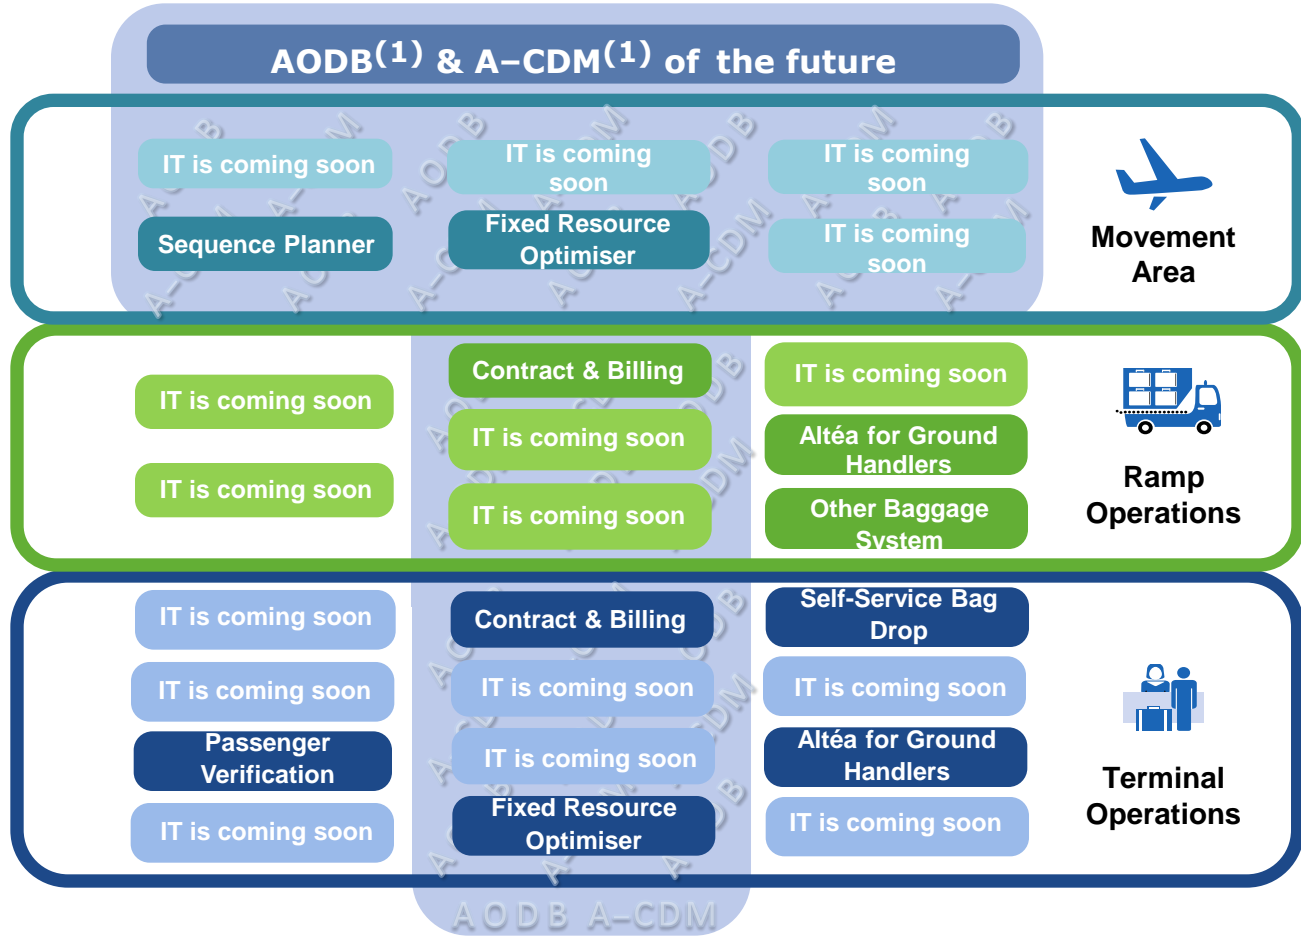 AODB(1) & A–CDM(1) of the future
IT is coming soon
IT is coming
soon
IT is coming
soon
Sequence Planner
Fixed Resource
Optimiser
IT is coming
soon
Movement
Area
IT is coming soon
IT is coming soon
Contract & Billing
IT is coming soon
IT is coming soon
IT is coming soon
Altéa for Ground
Handlers
Other Baggage
System
Ramp
Operations
IT is coming soon
IT is coming soon
Passenger
Verification
IT is coming soon
Contract & Billing
IT is coming soon
IT is coming soon
Fixed Resource
Optimiser
Self-Service Bag
Drop
IT is coming soon
Altéa for Ground
Handlers
IT is coming soon
Terminal
Operations
AODB A–CDM